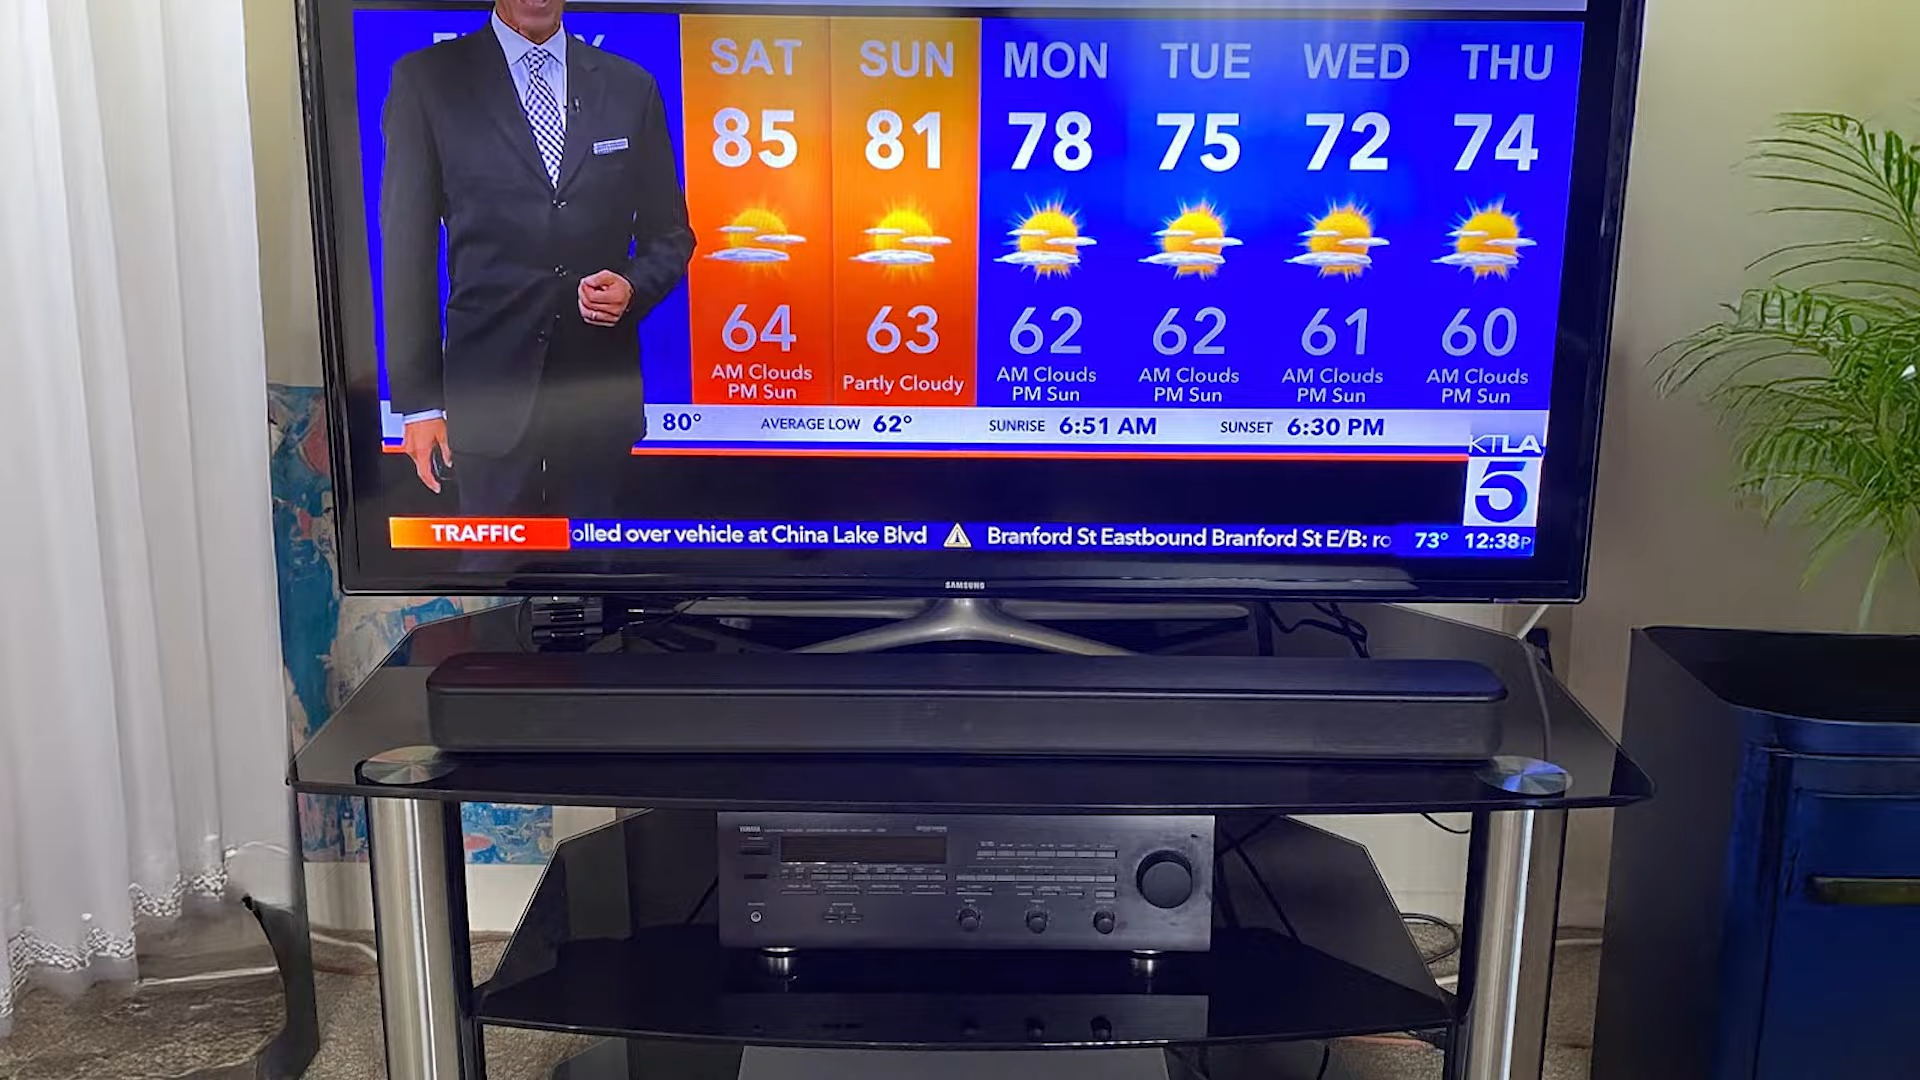 SAT SUN MON TUE WED THU
85 81 78 75 72 74
64 63 62 62 61 60
AM Clouds PM Sun
Partly Cloudy
AM Clouds PM Sun
AM Clouds PM Sun
AM Clouds PM Sun
AM Clouds PM Sun
80° AVERAGE LOW 62° SUNRISE 6:51 AM SUNSET 6:30 PM
KTLA
5
TRAFFIC olled over vehicle at China Lake Blvd Branford St Eastbound Branford St E/B: ro 73° 12:38P
SAMSUNG
YAMAHA